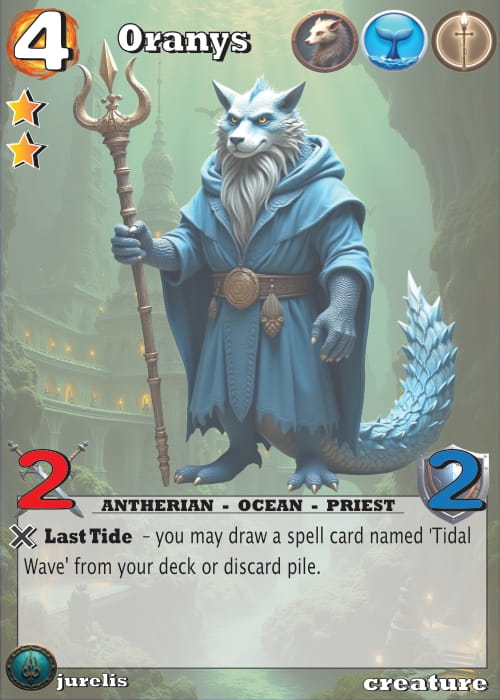 4
Oranys
2
2
ANTHERIAN - OCEAN - PRIEST
Last Tide - you may draw a spell card named 'Tidal
Wave' from your deck or discard pile.
jurelis
creature